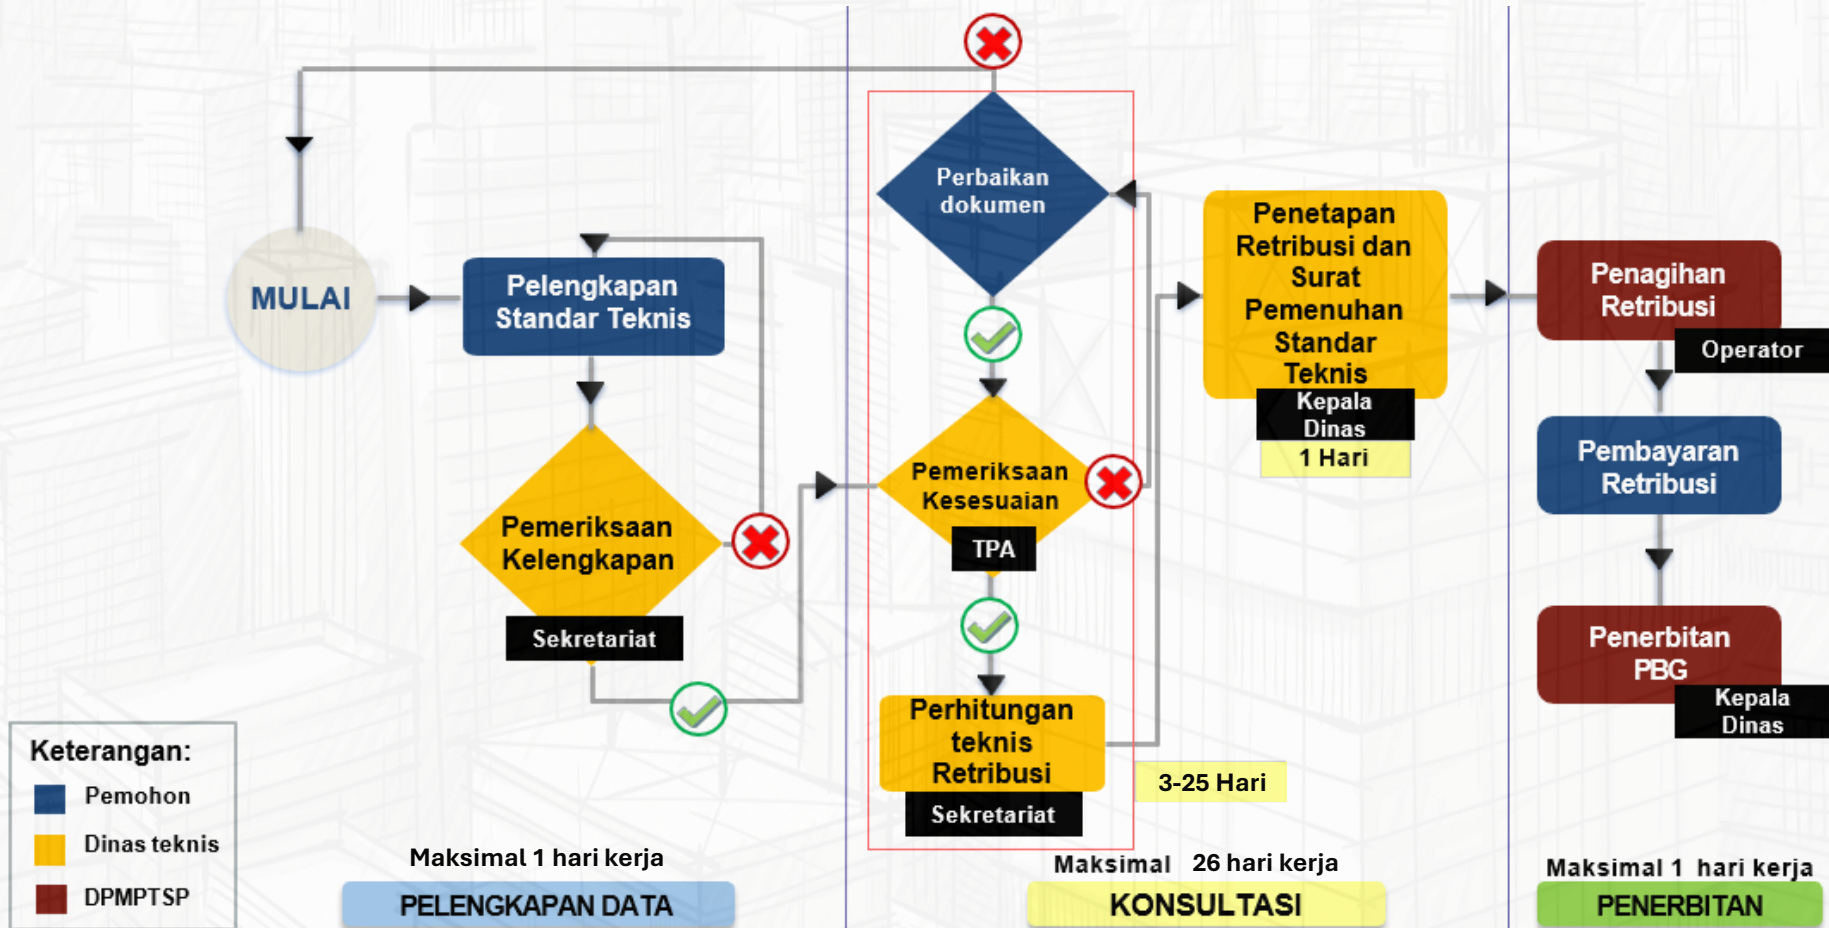 MULAI
Pelengkapan
Standar Teknis
Pemeriksaan
Kelengkapan
Sekretariat
Perbaikan
dokumen
Pemeriksaan
Kesesuaian
TPA
Perhitungan
teknis
Retribusi
Sekretariat
3-25 Hari
Penetapan
Retribusi dan
Surat
Pemenuhan
Standar
Teknis
Kepala
Dinas
1 Hari
Penagihan
Retribusi
Operator
Pembayaran
Retribusi
Penerbitan
PBG
Kepala
Dinas
Keterangan:
Pemohon
Dinas teknis
DPMPTSP
Maksimal 1 hari kerja
PELENGKAPAN DATA
Maksimal 26 hari kerja
KONSULTASI
Maksimal 1 hari kerja
PENERBITAN